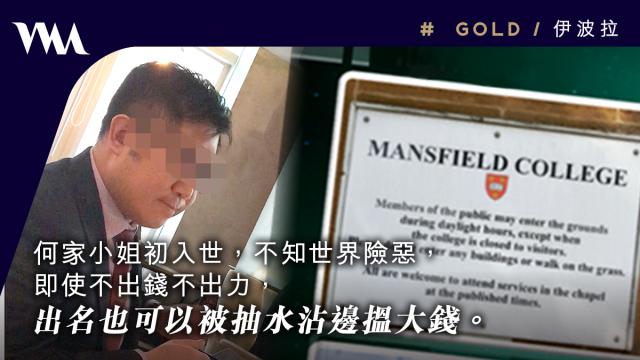 VWA
# GOLD / 伊波拉
MANSFIELD COLLEGE
Members of the public may enter the grounds
during daylight hours, except when
the college is closed to visitors.
enter any buildings or walk on the grass.
All are welcome to attend services in the chapel
at the published times.
何家小姐初入世，不知世界險惡，
即使不出錢不出力，
出名也可以被抽水沾邊搵大錢。